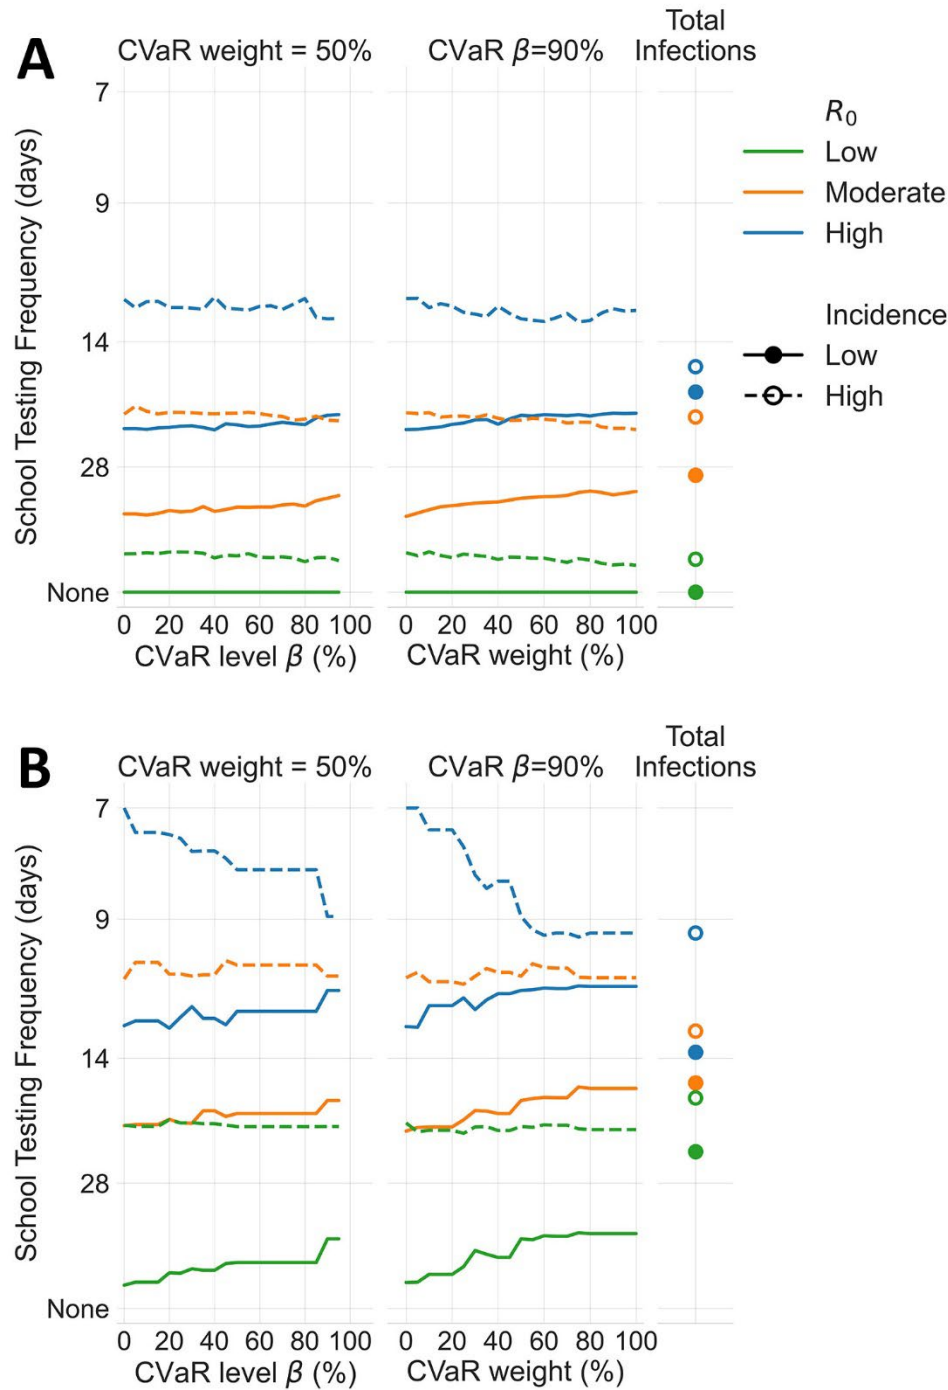 A
CVaR weight = 50%
CVaR β=90%
Total
Infections
School Testing Frequency (days)
7
9
14
28
None
0 20 40 60 80 100
CVaR level β (%)
0 20 40 60 80 100
CVaR weight (%)
R0
Low
Moderate
High
Incidence
Low
High
B
CVaR weight = 50%
CVaR β=90%
Total
Infections
School Testing Frequency (days)
7
9
14
28
None
0 20 40 60 80 100
CVaR level β (%)
0 20 40 60 80 100
CVaR weight (%)